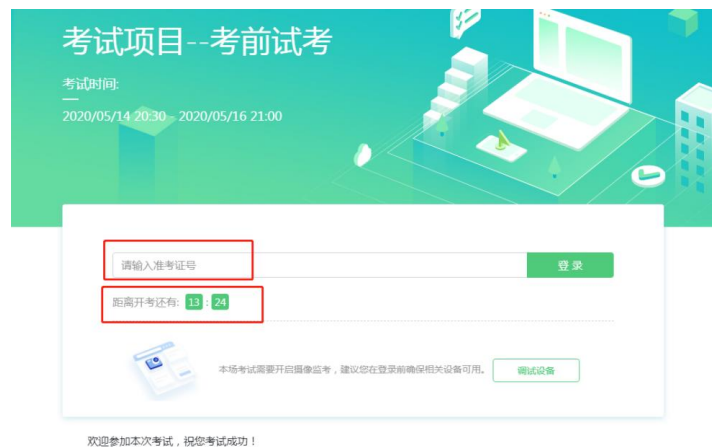 考试项目--考前试考
考试时间:
2020/05/14 20:30 - 2020/05/16 21:00
请输入准考证号
登 录
距离开考还有: 13 : 24
本场考试需要开启摄像监考，建议您在登录前确保相关设备可用。
调试设备
欢迎参加本次考试，祝您考试成功！